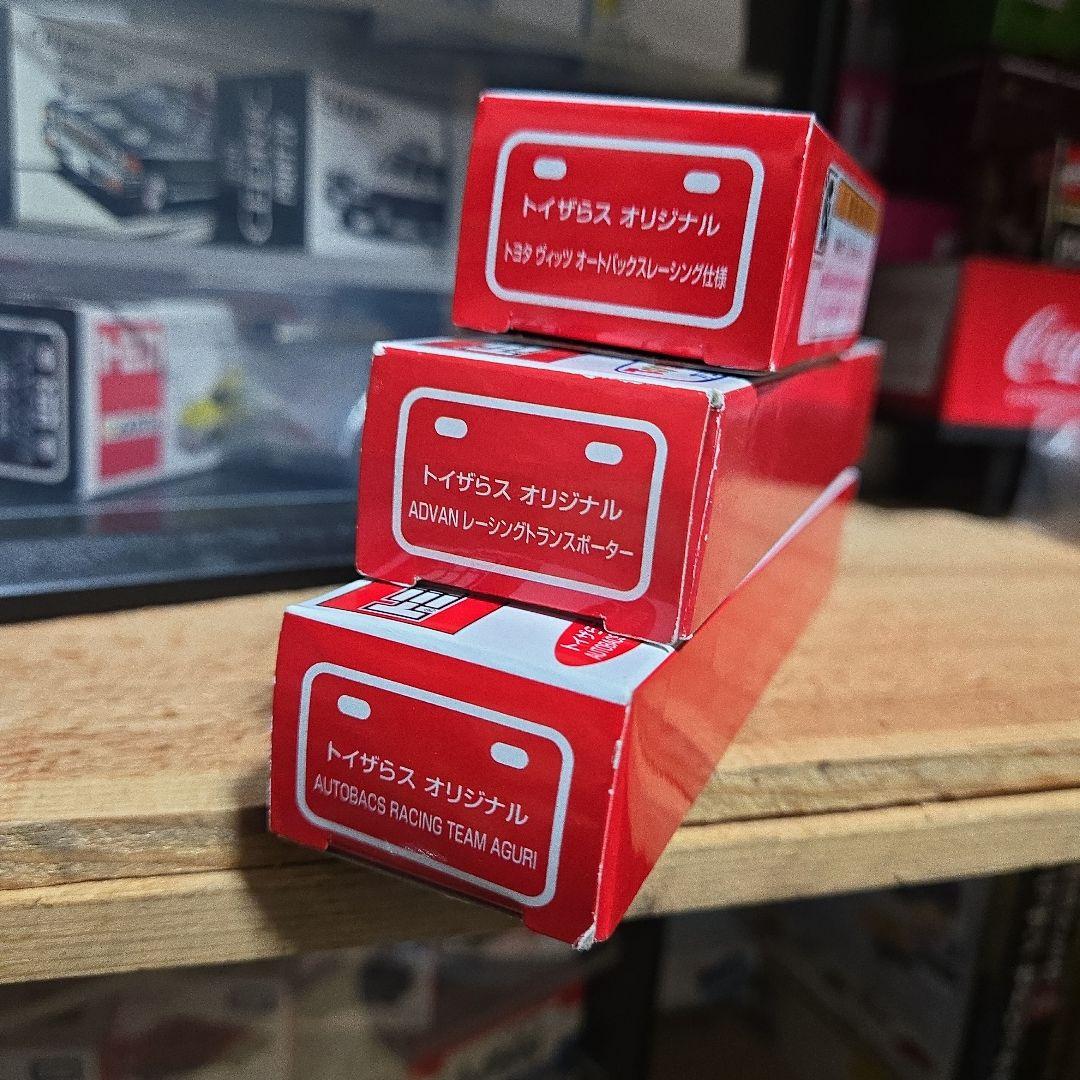 トイザらス オリジナル
トヨタ ヴィッツ オートバックスレーシング仕様
トイザらス オリジナル
ADVAN レーシングトランスポーター
トイザらス オリジナル
AUTOBACS RACING TEAM AGURI
CEDRIC